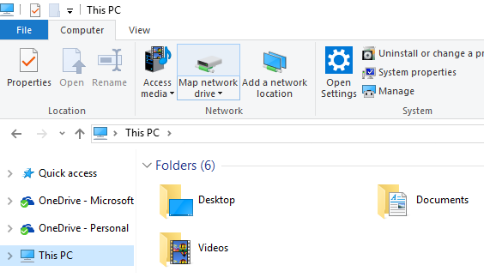 This PC
File Computer View
Properties Open Rename Access media Map network drive Add a network location Open Settings Uninstall or change a pr
System properties
Manage
Location Network System
This PC
Quick access
OneDrive - Microsoft
OneDrive - Personal
This PC
Folders (6)
Desktop Documents
Videos